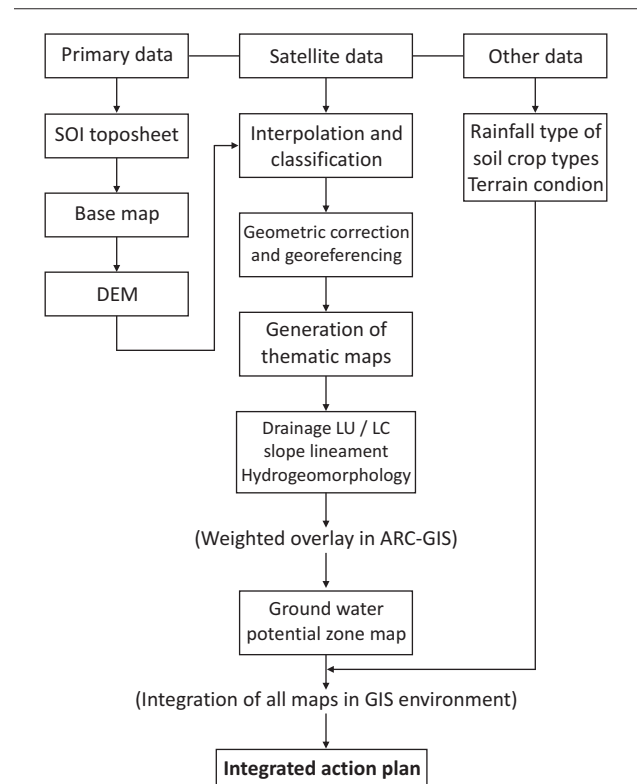 Primary data
Satellite data
Other data
SOI toposheet
Base map
DEM
Interpolation and
classification
Geometric correction
and georeferencing
Generation of
thematic maps
Drainage LU / LC
slope lineament
Hydrogeomorphology
(Weighted overlay in ARC-GIS)
Ground water
potential zone map
Rainfall type of
soil crop types
Terrain condion
(Integration of all maps in GIS environment)
Integrated action plan